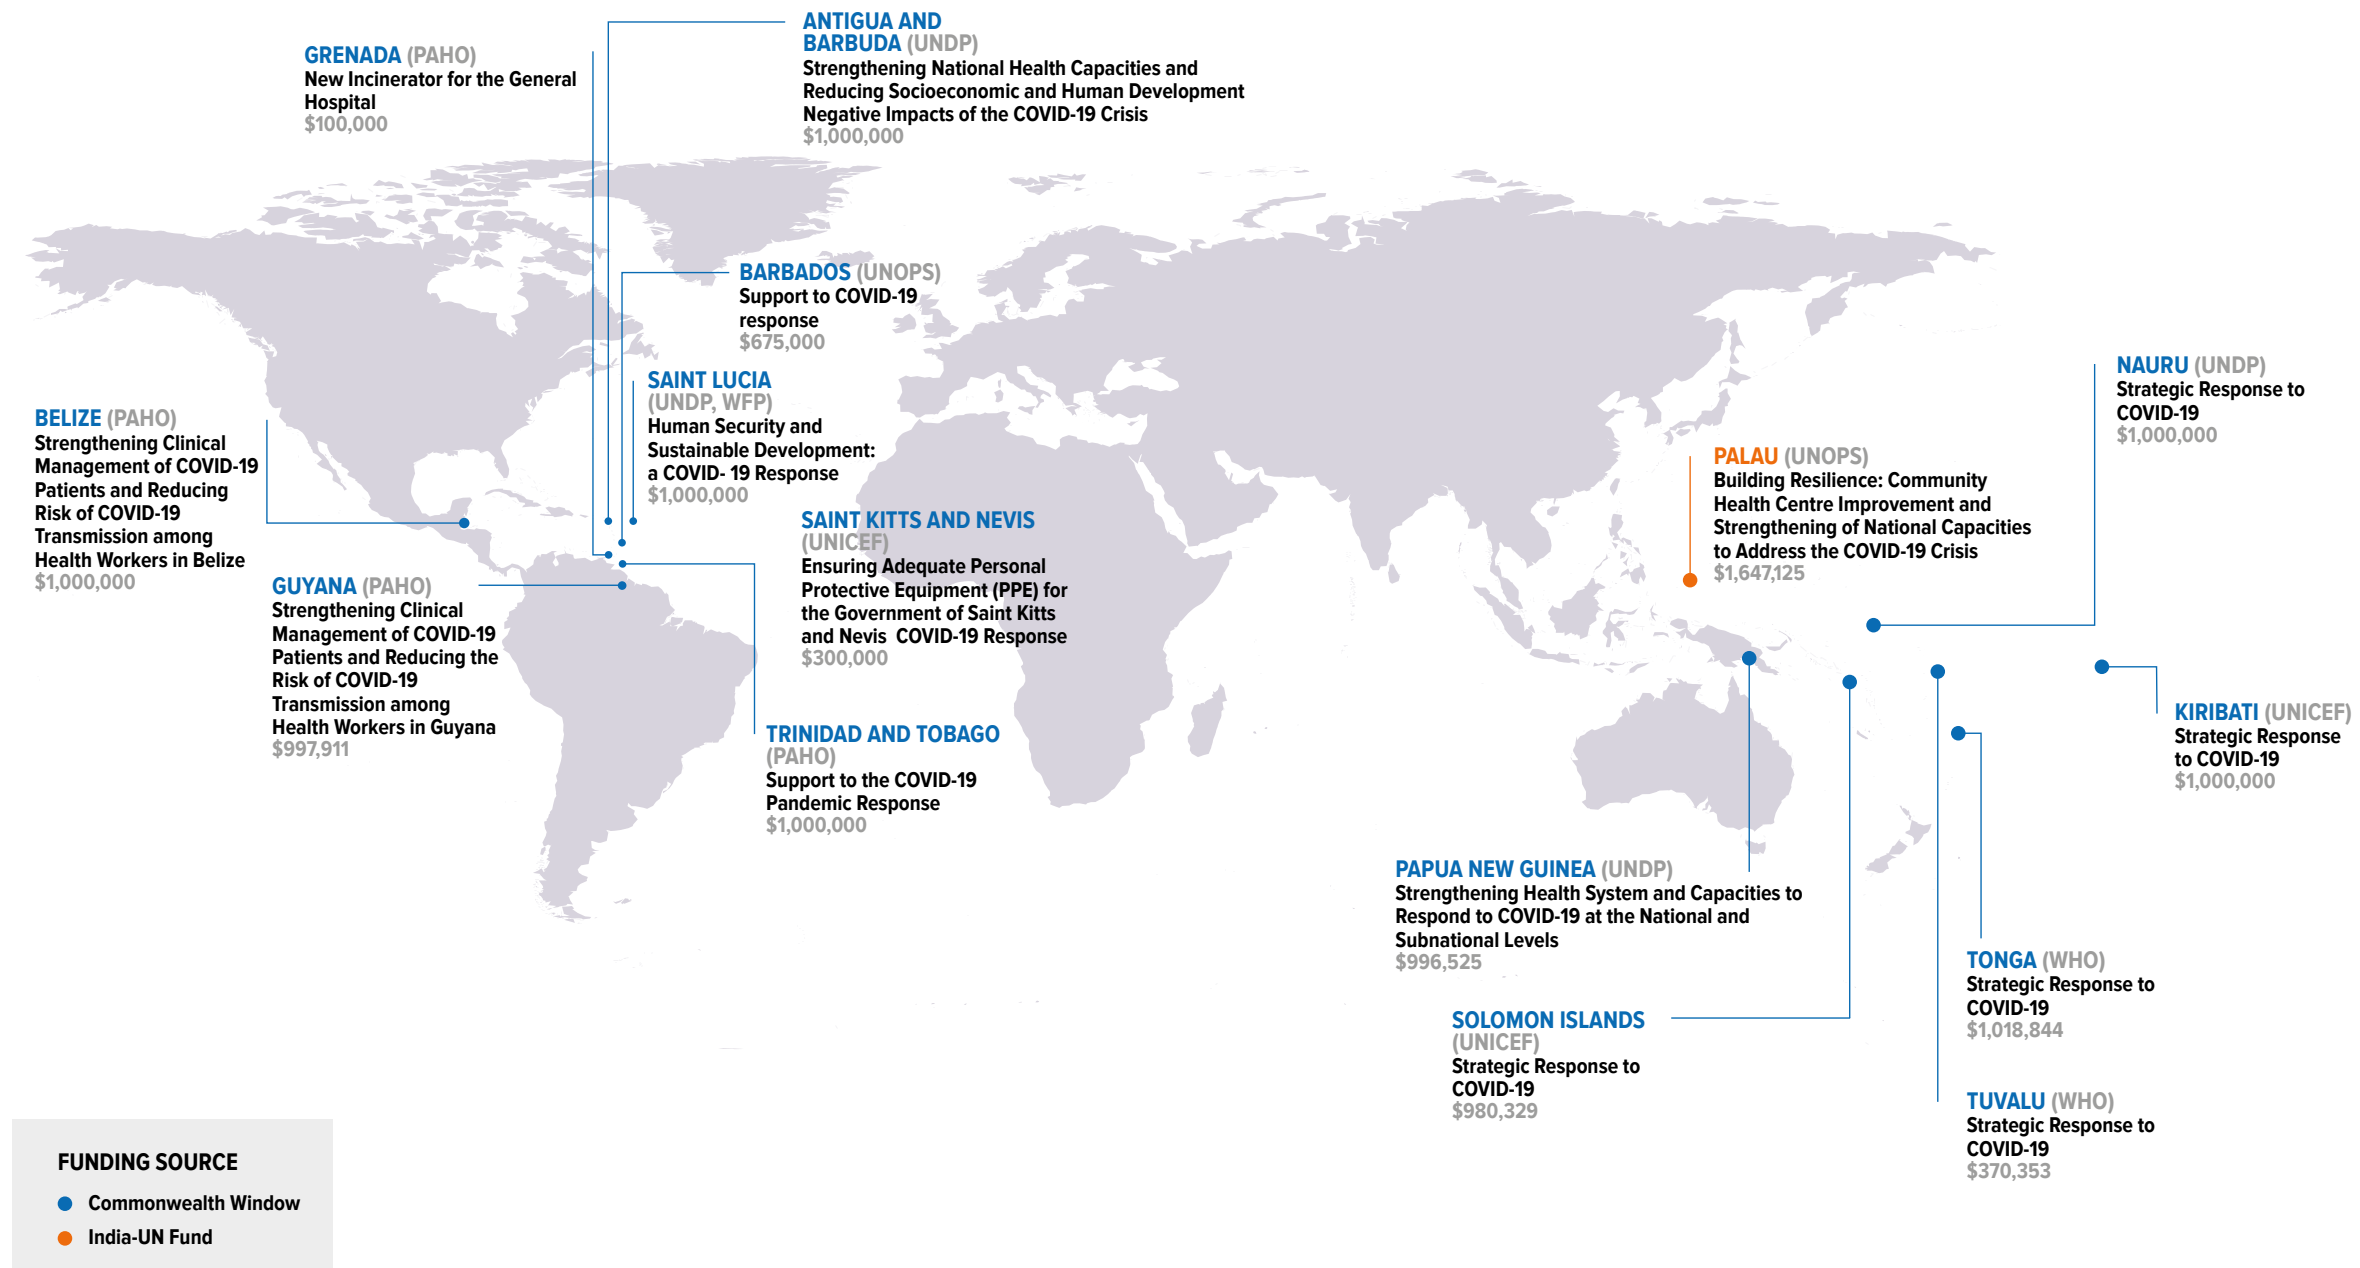 GRENADA (PAHO)
New Incinerator for the General
Hospital
$100,000
ANTIGUA AND
BARBUDA (UNDP)
Strengthening National Health Capacities and
Reducing Socioeconomic and Human Development
Negative Impacts of the COVID-19 Crisis
$1,000,000
BARBADOS (UNOPS)
Support to COVID-19
response
$675,000
SAINT LUCIA
(UNDP, WFP)
Human Security and
Sustainable Development:
a COVID- 19 Response
$1,000,000
BELIZE (PAHO)
Strengthening Clinical
Management of COVID-19
Patients and Reducing
Risk of COVID-19
Transmission among
Health Workers in Belize
$1,000,000
GUYANA (PAHO)
Strengthening Clinical
Management of COVID-19
Patients and Reducing the
Risk of COVID-19
Transmission among
Health Workers in Guyana
$997,911
SAINT KITTS AND NEVIS
(UNICEF)
Ensuring Adequate Personal
Protective Equipment (PPE) for
the Government of Saint Kitts
and Nevis  COVID-19 Response
$300,000
TRINIDAD AND TOBAGO
(PAHO)
Support to the COVID-19
Pandemic Response
$1,000,000
NAURU (UNDP)
Strategic Response to
COVID-19
$1,000,000
PALAU (UNOPS)
Building Resilience: Community
Health Centre Improvement and
Strengthening of National Capacities
to Address the COVID-19 Crisis
$1,647,125
KIRIBATI (UNICEF)
Strategic Response
to COVID-19
$1,000,000
PAPUA NEW GUINEA (UNDP)
Strengthening Health System and Capacities to
Respond to COVID-19 at the National and
Subnational Levels
$996,525
TONGA (WHO)
Strategic Response to
COVID-19
$1,018,844
SOLOMON ISLANDS
(UNICEF)
Strategic Response to
COVID-19
$980,329
TUVALU (WHO)
Strategic Response to
COVID-19
$370,353
FUNDING SOURCE
Commonwealth Window
India-UN Fund